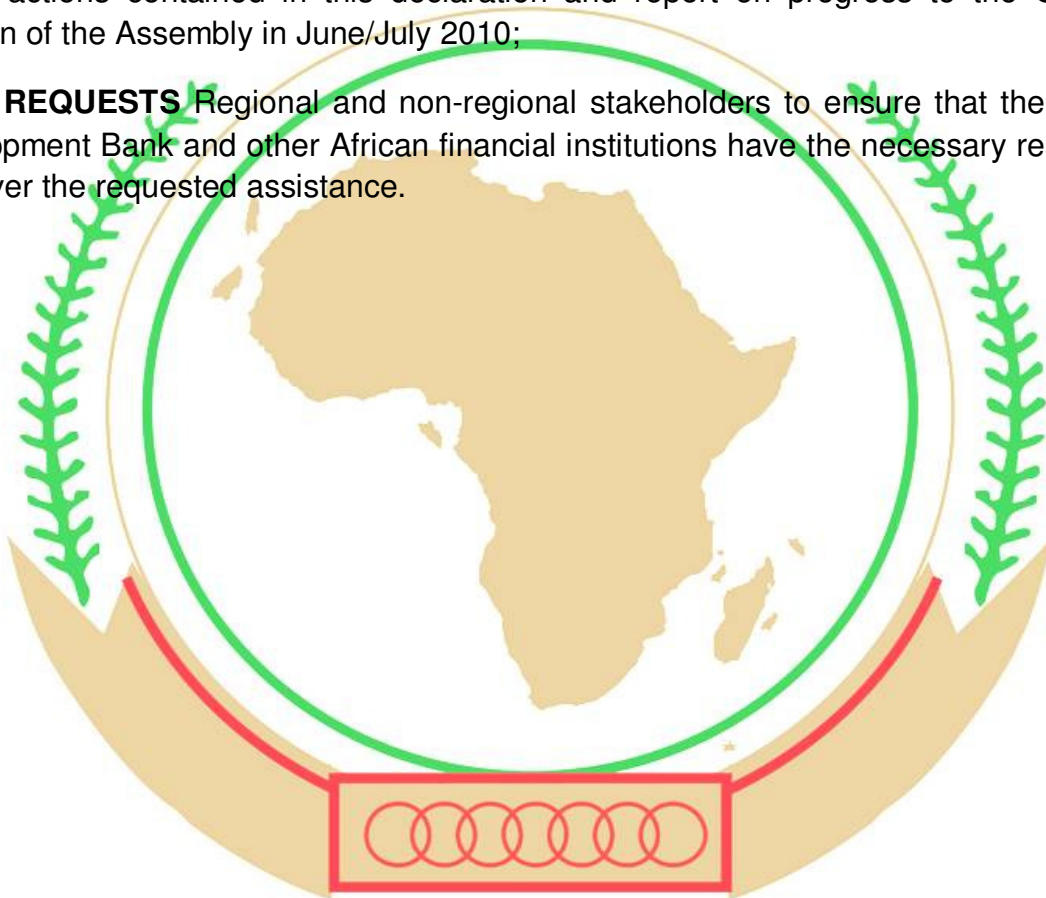 actions contained in this declaration and report on progress to the
n of the Assembly in June/July 2010;
REQUESTS Regional and non-regional stakeholders to ensure that the
opment Bank and other African financial institutions have the necessary re
ver the requested assistance.